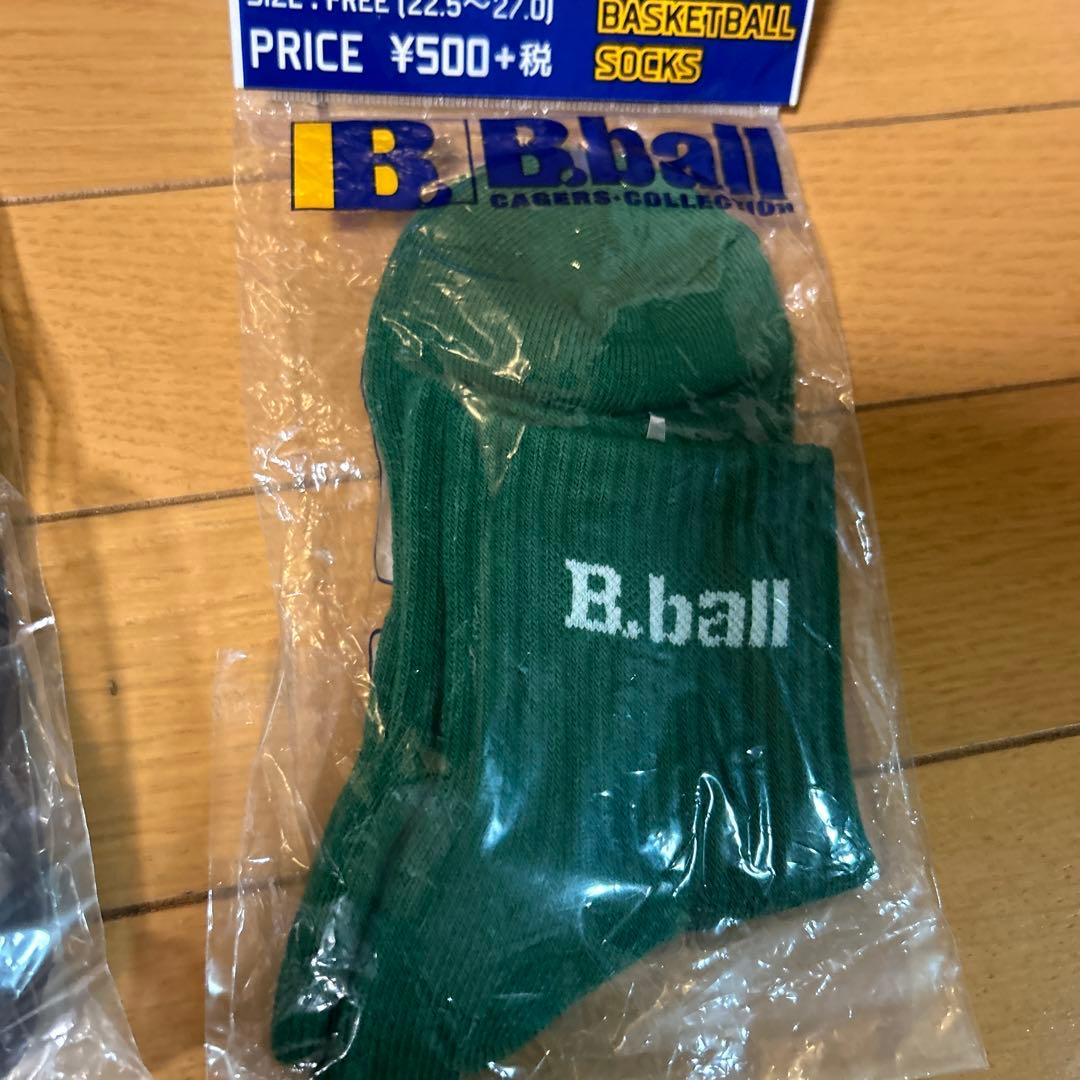 SIZE : FREE (22.5～27.0)
PRICE ¥500+税
BASKETBALL
SOCKS
B.
B.ball
CAGERS·COLLECTION
B.ball